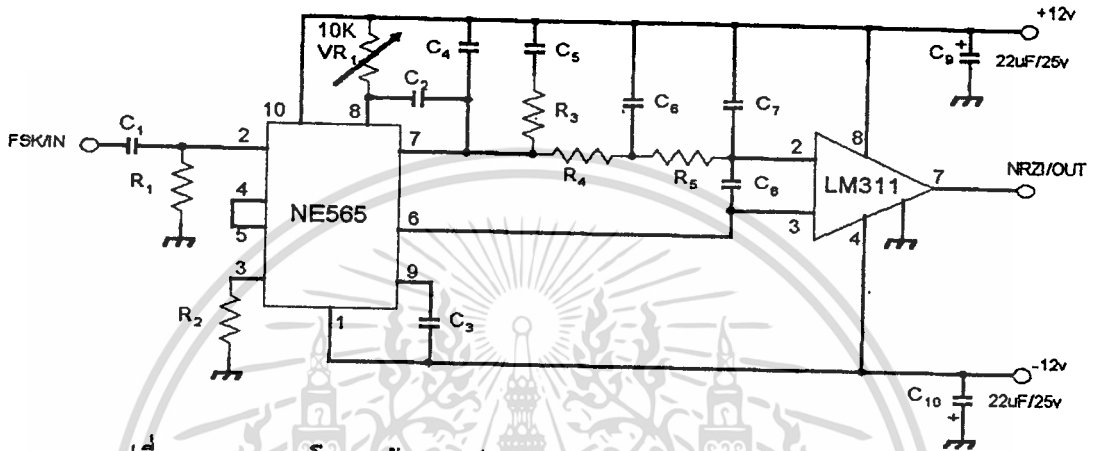 +12v
10K
VR1
C4
C5
C9
+
22uF/25v
C2
C6
C7
10
8
R3
C1
FSK/IN
2
7
8
2
R4
R5
LM311
7
NRZI/OUT
R1
4
C8
NE565
5
6
3
4
3
9
R2
C3
1
-12v
C10
22uF/25v
+